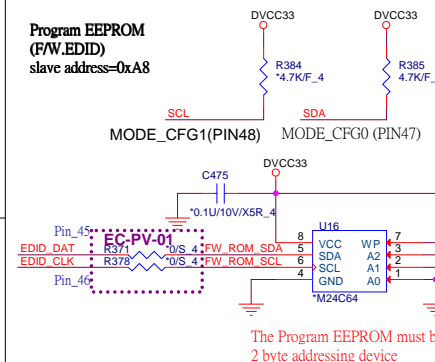 Program EEPROM
(F/W.EDID)
slave address=0xA8
DVCC33
DVCC33
R384
*4.7K/F_4
R385
4.7K/F_
SCL
SDA
MODE_CFG1(PIN48)
MODE_CFG0 (PIN47)
DVCC33
C475
*0.1U/10V/X5R_4
Pin_45
EC-PV-01
EDID_DAT
R371
*0/S_4
FW_ROM_SDA
EDID_CLK
R378
*0/S_4
FW_ROM_SCL
Pin_46
U16
8 VCC WP 7
5 SDA A2 3
6 SCL A1 2
4 GND A0 1
*M24C64
The Program EEPROM must b
2 byte addressing device